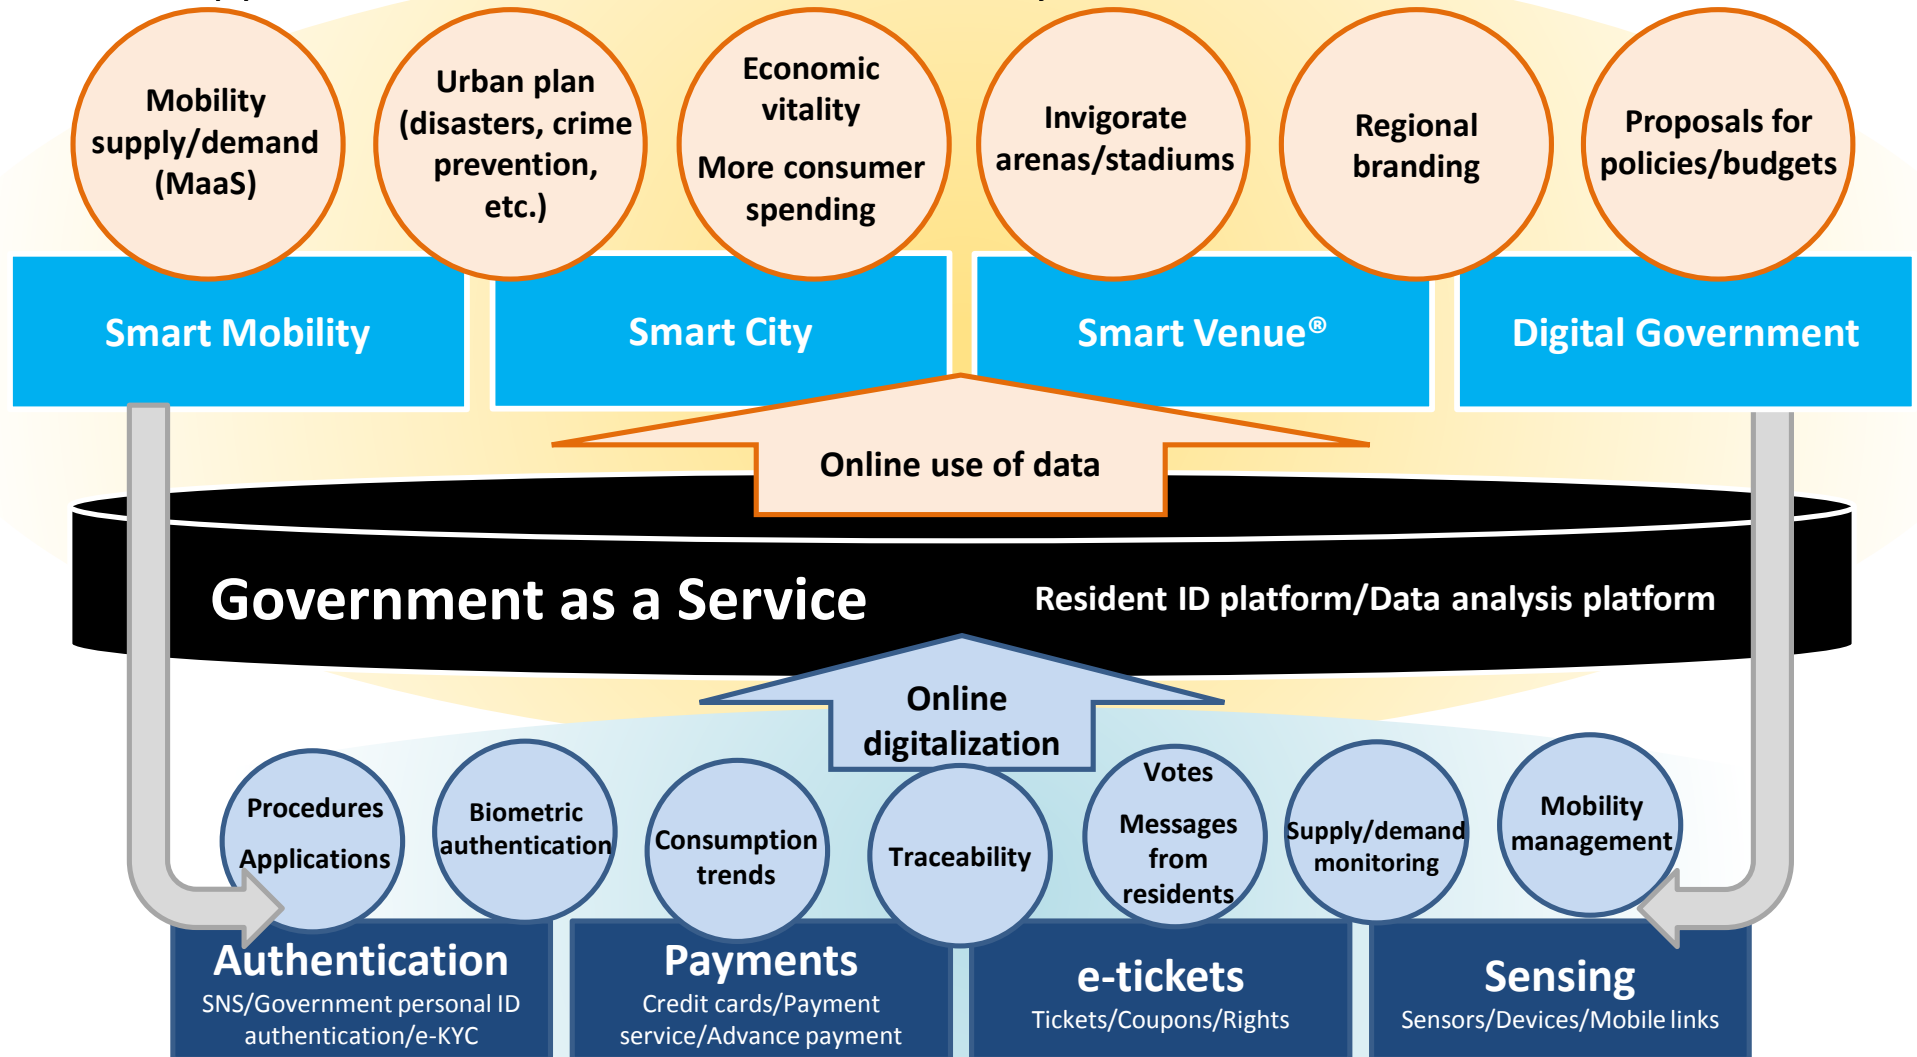 Mobility
supply/demand
(MaaS)
Urban plan
(disasters, crime
prevention,
etc.)
Economic
vitality
More consumer
spending
Invigorate
arenas/stadiums
Regional
branding
Proposals for
policies/budgets
Smart Mobility
Smart City
Smart Venue®
Digital Government
Online use of data
Government as a Service
Resident ID platform/Data analysis platform
Online
digitalization
Procedures
Applications
Biometric
authentication
Consumption
trends
Traceability
Votes
Messages
from
residents
Supply/demand
monitoring
Mobility
management
Authentication
SNS/Government personal ID
authentication/e-KYC
Payments
Credit cards/Payment
service/Advance payment
e-tickets
Tickets/Coupons/Rights
Sensing
Sensors/Devices/Mobile links